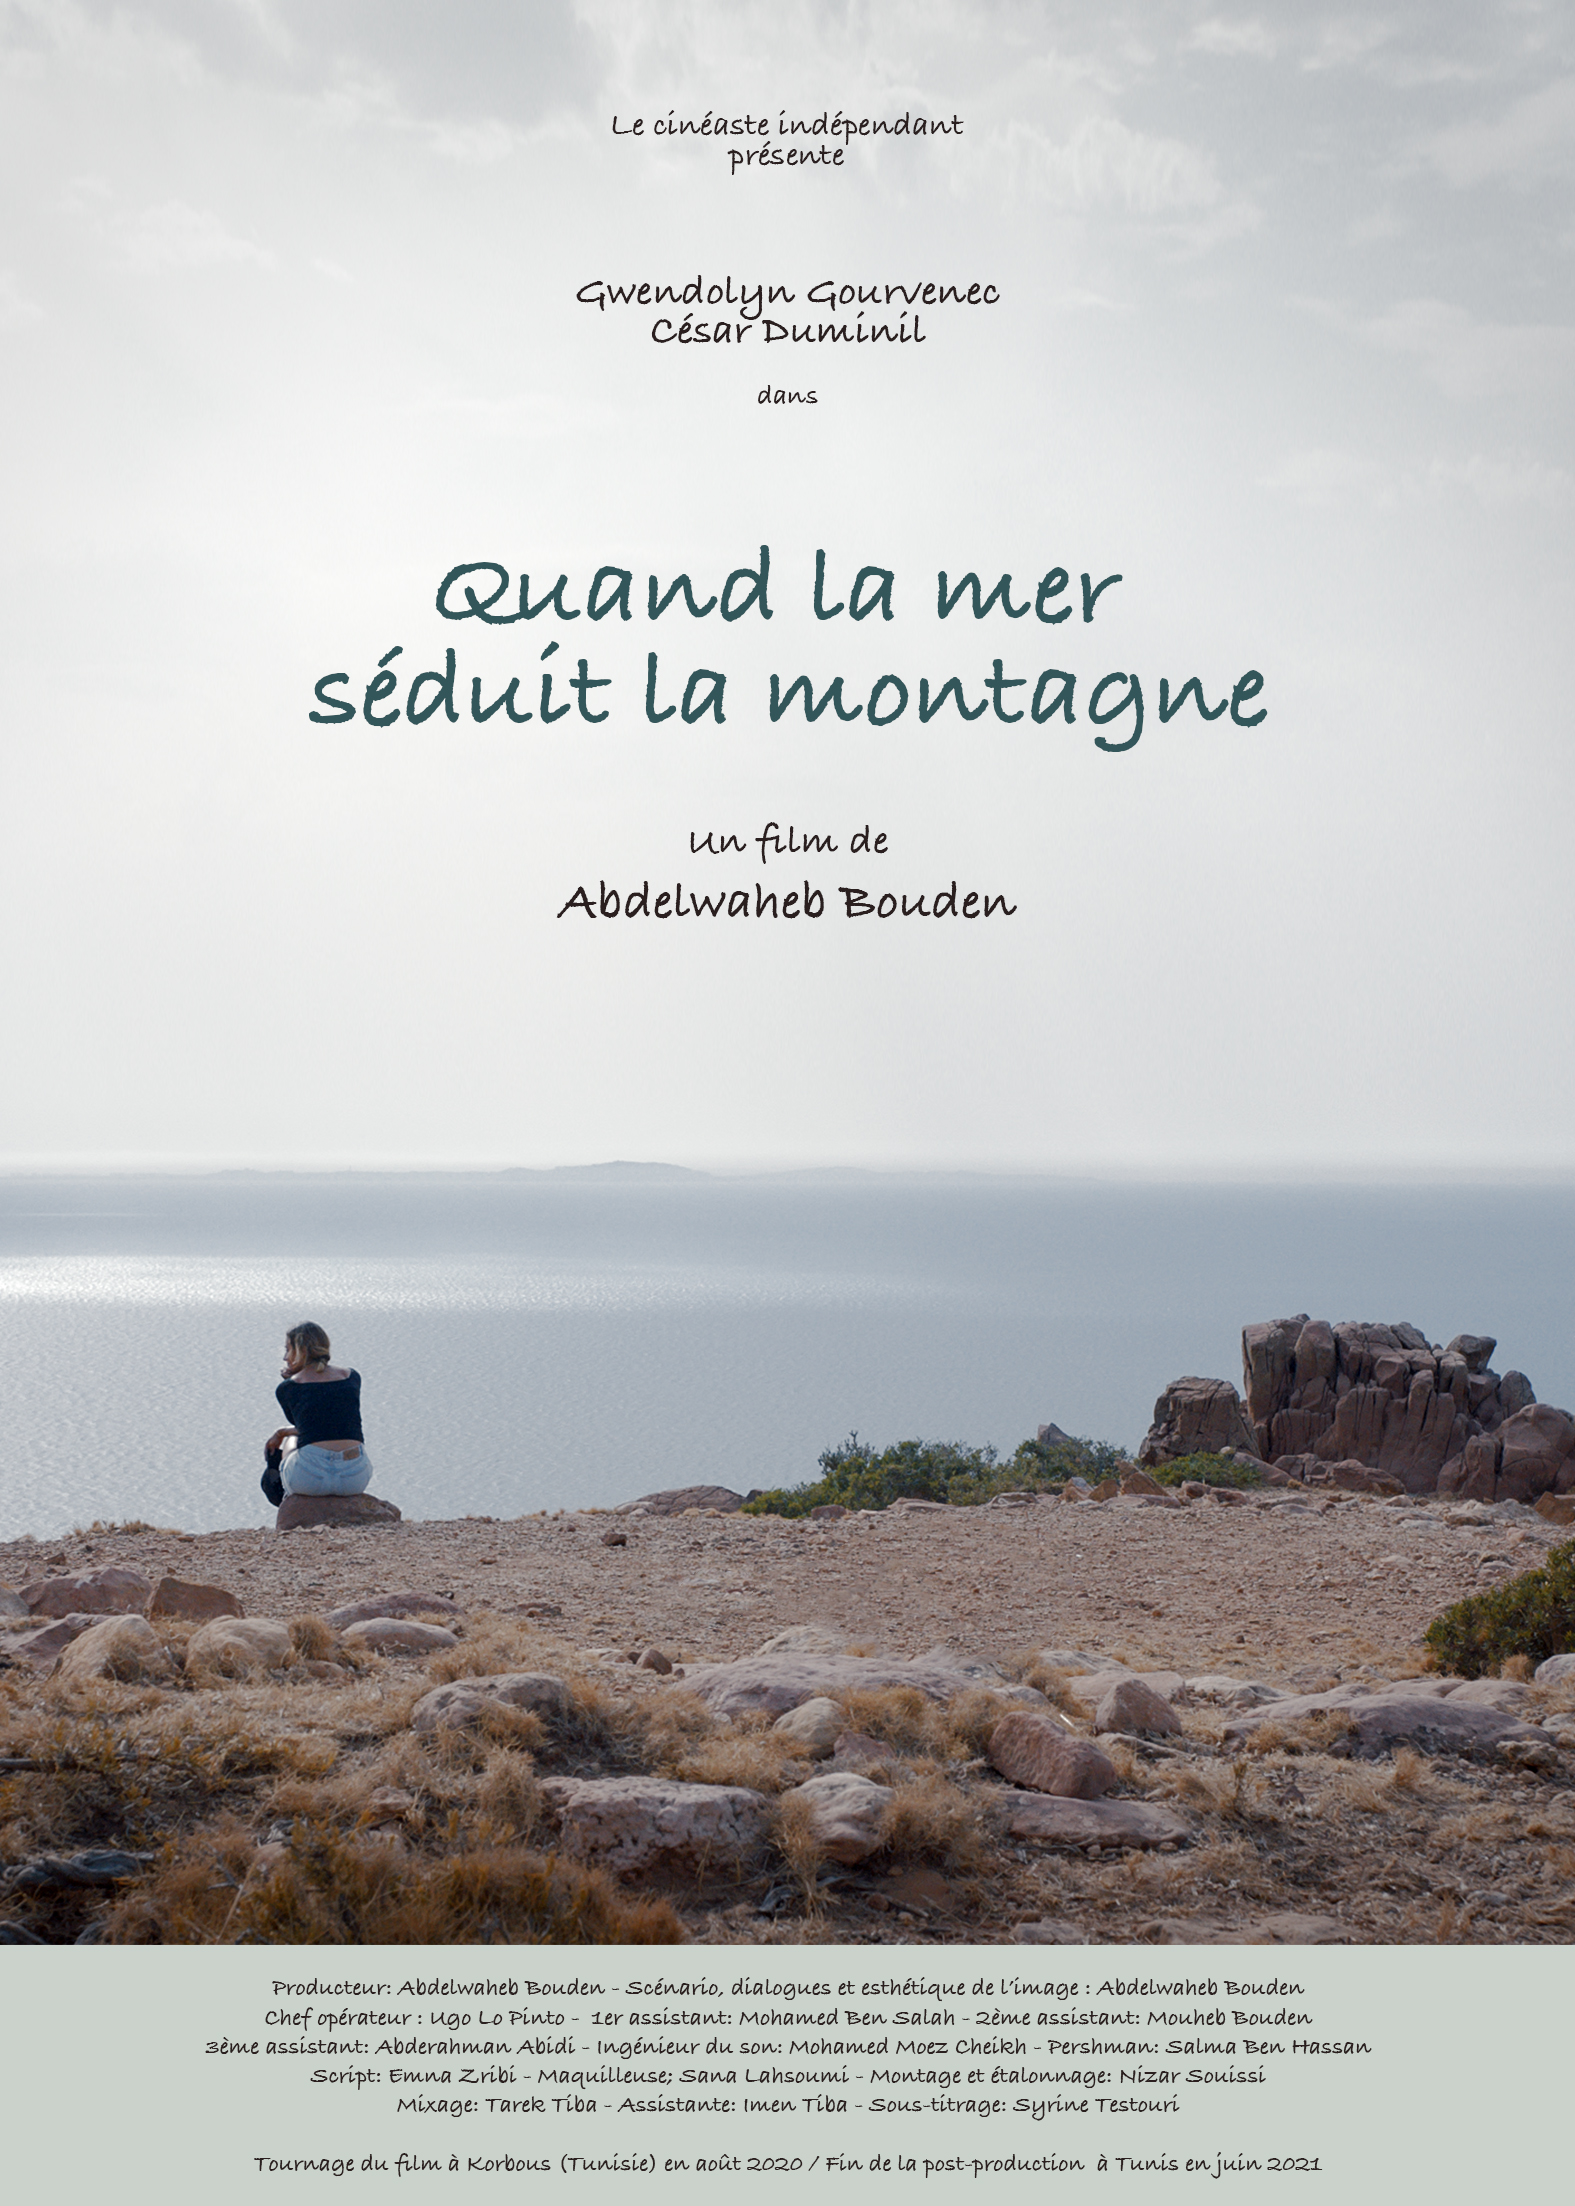 Le cinéaste indépendant
présente
Gwendolyn Gourvenec
César Duminil
dans
Quand la mer
séduit la montagne
Un film de
Abdelwaheb Bouden
Producteur: Abdelwaheb Bouden - Scénario, dialogues et esthétique de l'image : Abdelwaheb Bouden
Chef opérateur : Ugo Lo Pinto - 1er assistant: Mohamed Ben Salah - 2ème assistant: Mouheb Bouden
3ème assistant: Abderahman Abidi - Ingénieur du son: Mohamed Moez Cheikh - Pershman: Salma Ben Hassan
Script: Emna Zribi - Maquilleuse; Sana Lahsoumi - Montage et étalonnage: Nizar Souissi
Mixage: Tarek Tiba - Assistante: Imen Tiba - Sous-titrage: Syrine Testouri
Tournage du film à Korbous (Tunisie) en août 2020 / Fin de la post-production à Tunis en juin 2021